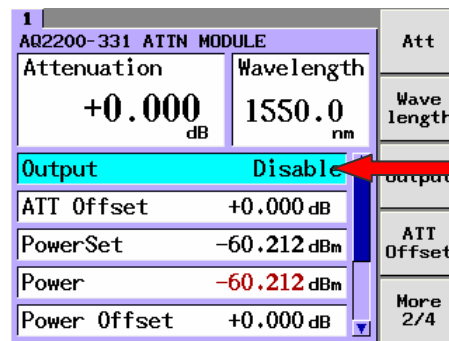 1
AQ2200-331 ATTN MODULE
Attenuation
+0.000
dB
Wavelength
1550.0
nm
Output Disable
ATT Offset +0.000 dB
PowerSet -60.212 dBm
Power -60.212 dBm
Power Offset +0.000 dB
Att
Wave
length
Output
ATT
Offset
More
2/4